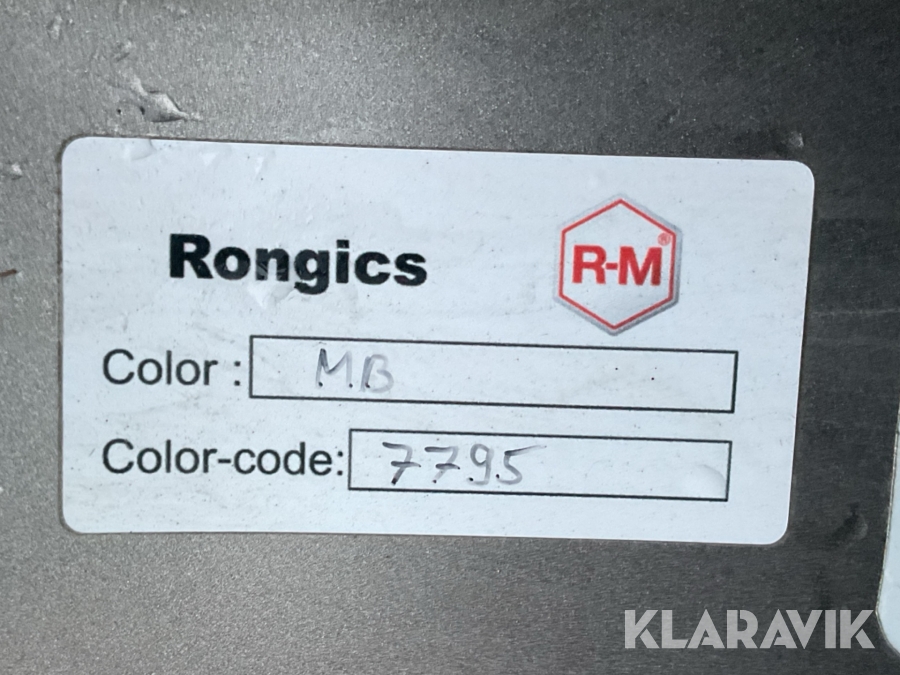 Rongics
R-M®
Color : MB
Color-code: 7795
KLARAVIK